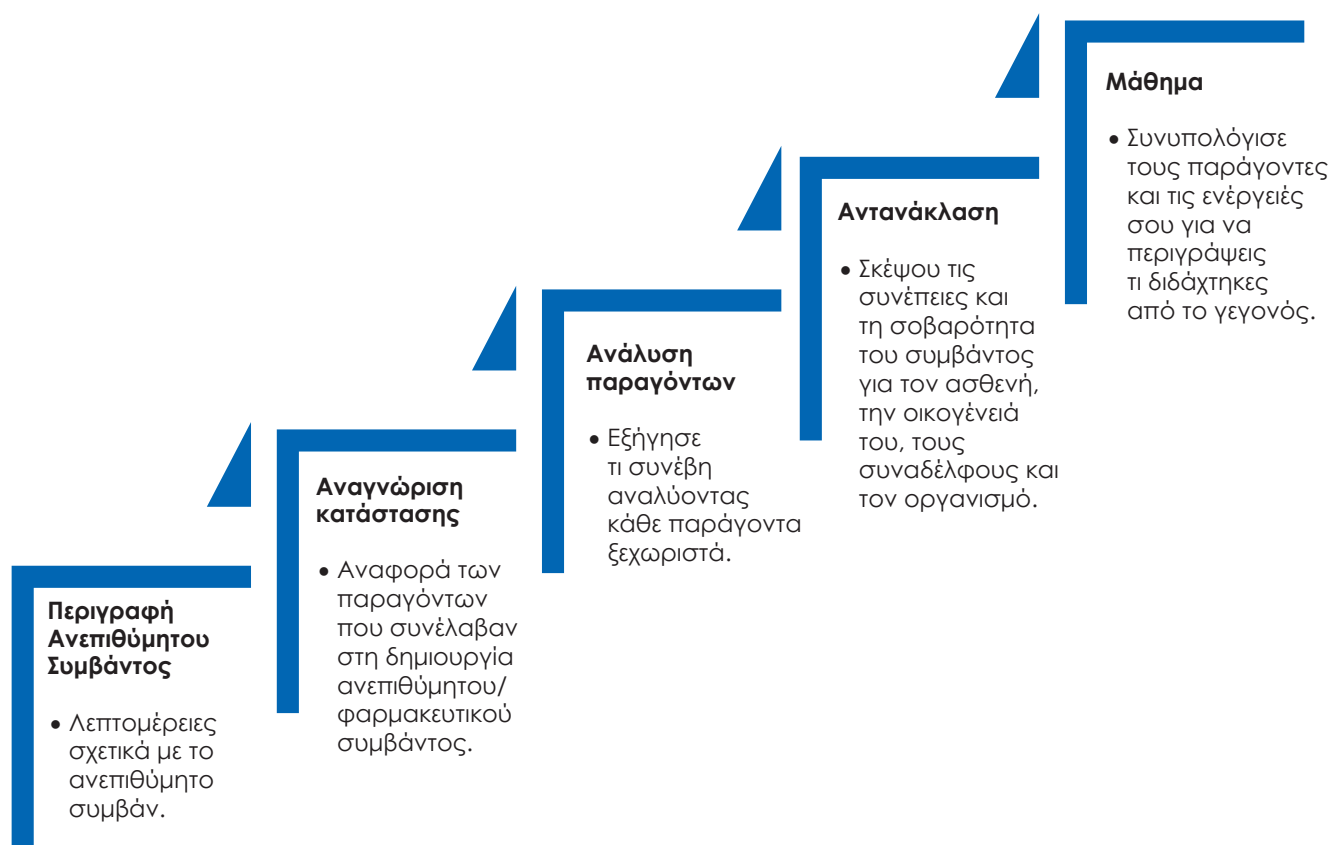 Περιγραφή
Ανεπιθύμητου
Συμβάντος
• Λεπτομέρειες
σχετικά με το
ανεπιθύμητο
συμβάν.
Αναγνώριση
κατάστασης
• Αναφορά των
παραγόντων
που συνέλαβαν
στη δημιουργία
ανεπιθύμητου/
φαρμακευτικού
συμβάντος.
Ανάλυση
παραγόντων
• Εξήγησε
τι συνέβη
αναλύοντας
κάθε παράγοντα
ξεχωριστά.
Αντανάκλαση
• Σκέψου τις
συνέπειες και
τη σοβαρότητα
του συμβάντος
για τον ασθενή,
την οικογένειά
του, τους
συναδέλφους και
τον οργανισμό.
Μάθημα
• Συνυπολόγισε
τους παράγοντες
και τις ενέργειές
σου για να
περιγράψεις
τι διδάχτηκες
από το γεγονός.